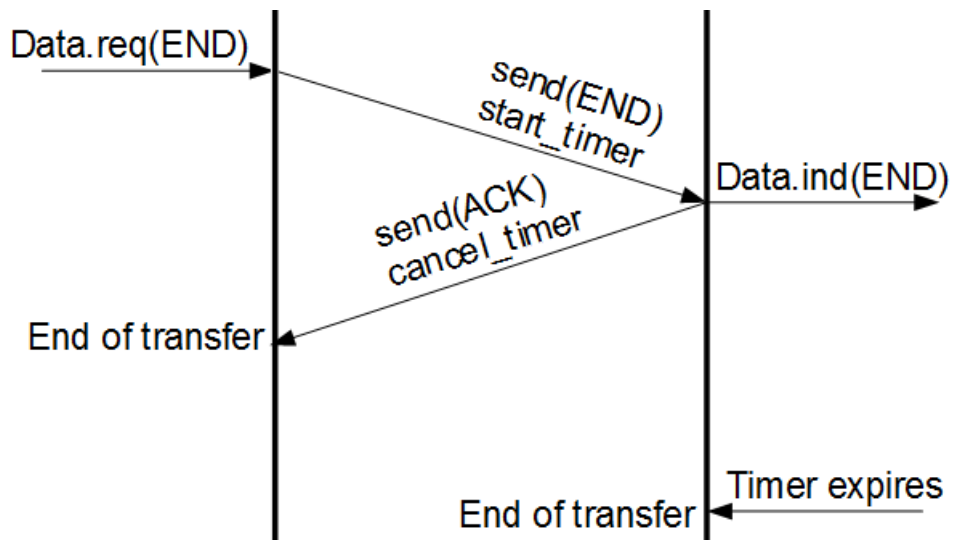 Data.req(END)
send(END)
start_timer
Data.ind(END)
send(ACK)
cancel_timer
End of transfer
Timer expires
End of transfer